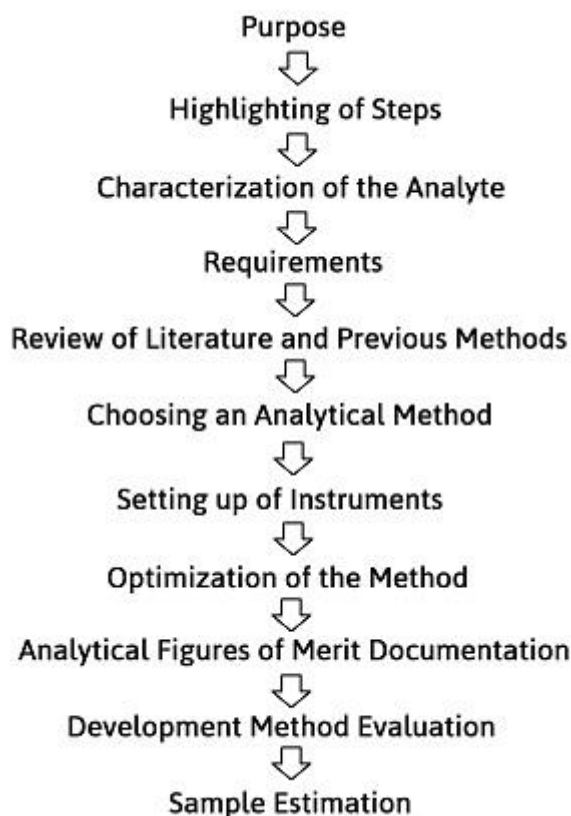 Purpose
Highlighting of Steps
Characterization of the Analyte
Requirements
Review of Literature and Previous Methods
Choosing an Analytical Method
Setting up of Instruments
Optimization of the Method
Analytical Figures of Merit Documentation
Development Method Evaluation
Sample Estimation